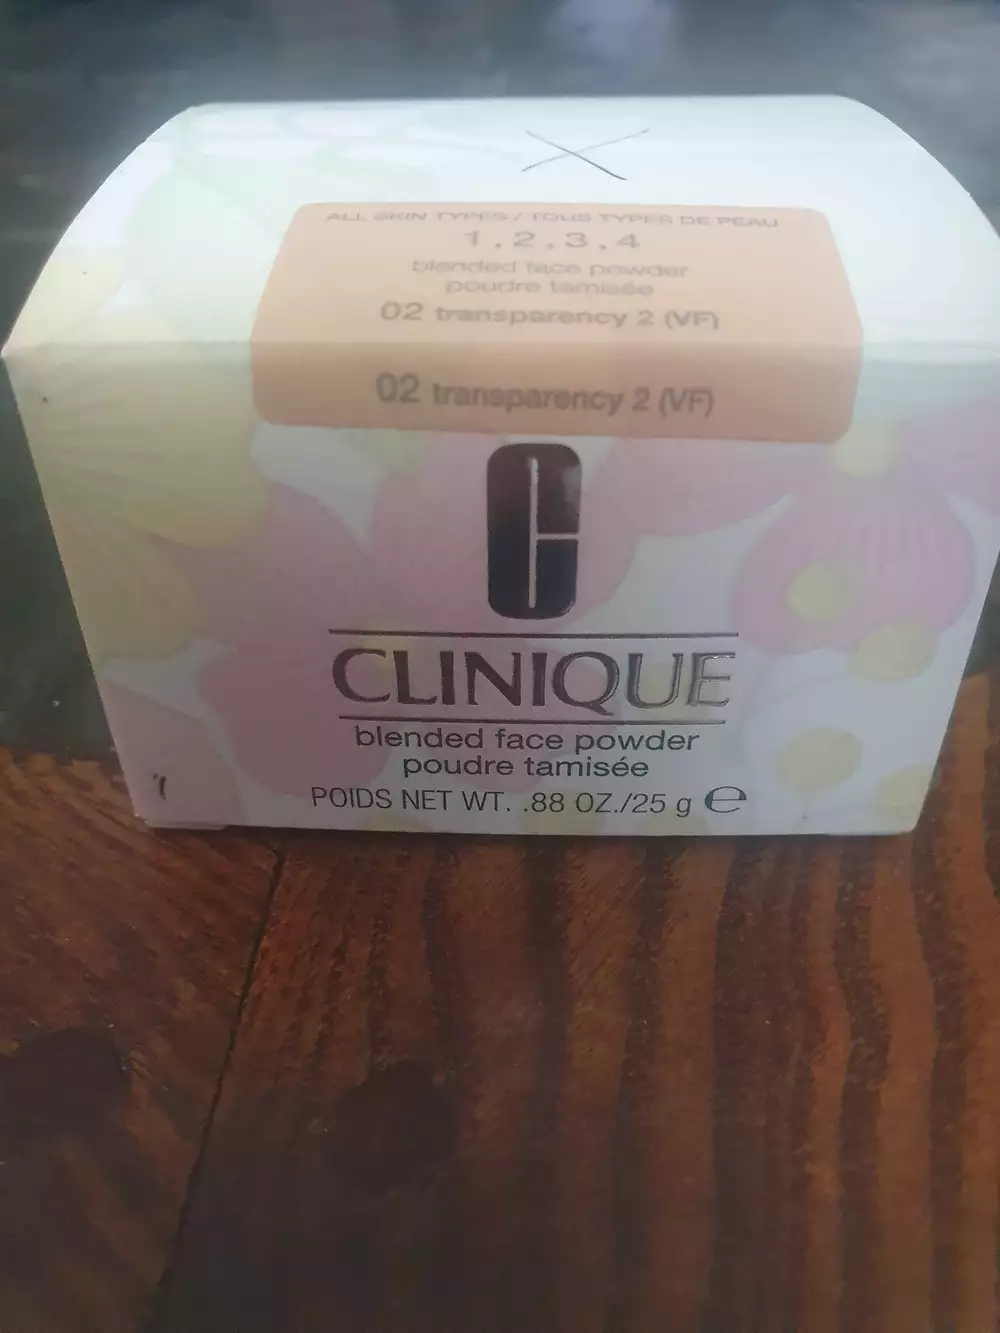 ALL SKIN TYPES / TOUS TYPES DE PEAU
1, 2, 3, 4
blended face powder
poudre tamisée
02 transparency 2 (VF)
02 transparency 2 (VF)
CLINIQUE
blended face powder
poudre tamisée
POIDS NET WT. .88 OZ./25 g ℮